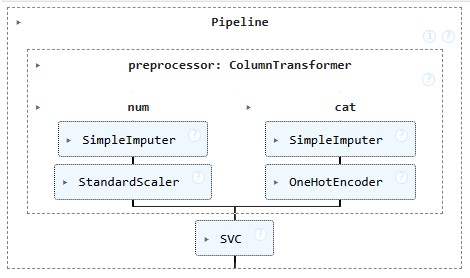 Pipeline
i ?
preprocessor: ColumnTransformer
?
num cat
SimpleImputer ? SimpleImputer ?
StandardScaler ? OneHotEncoder ?
SVC ?